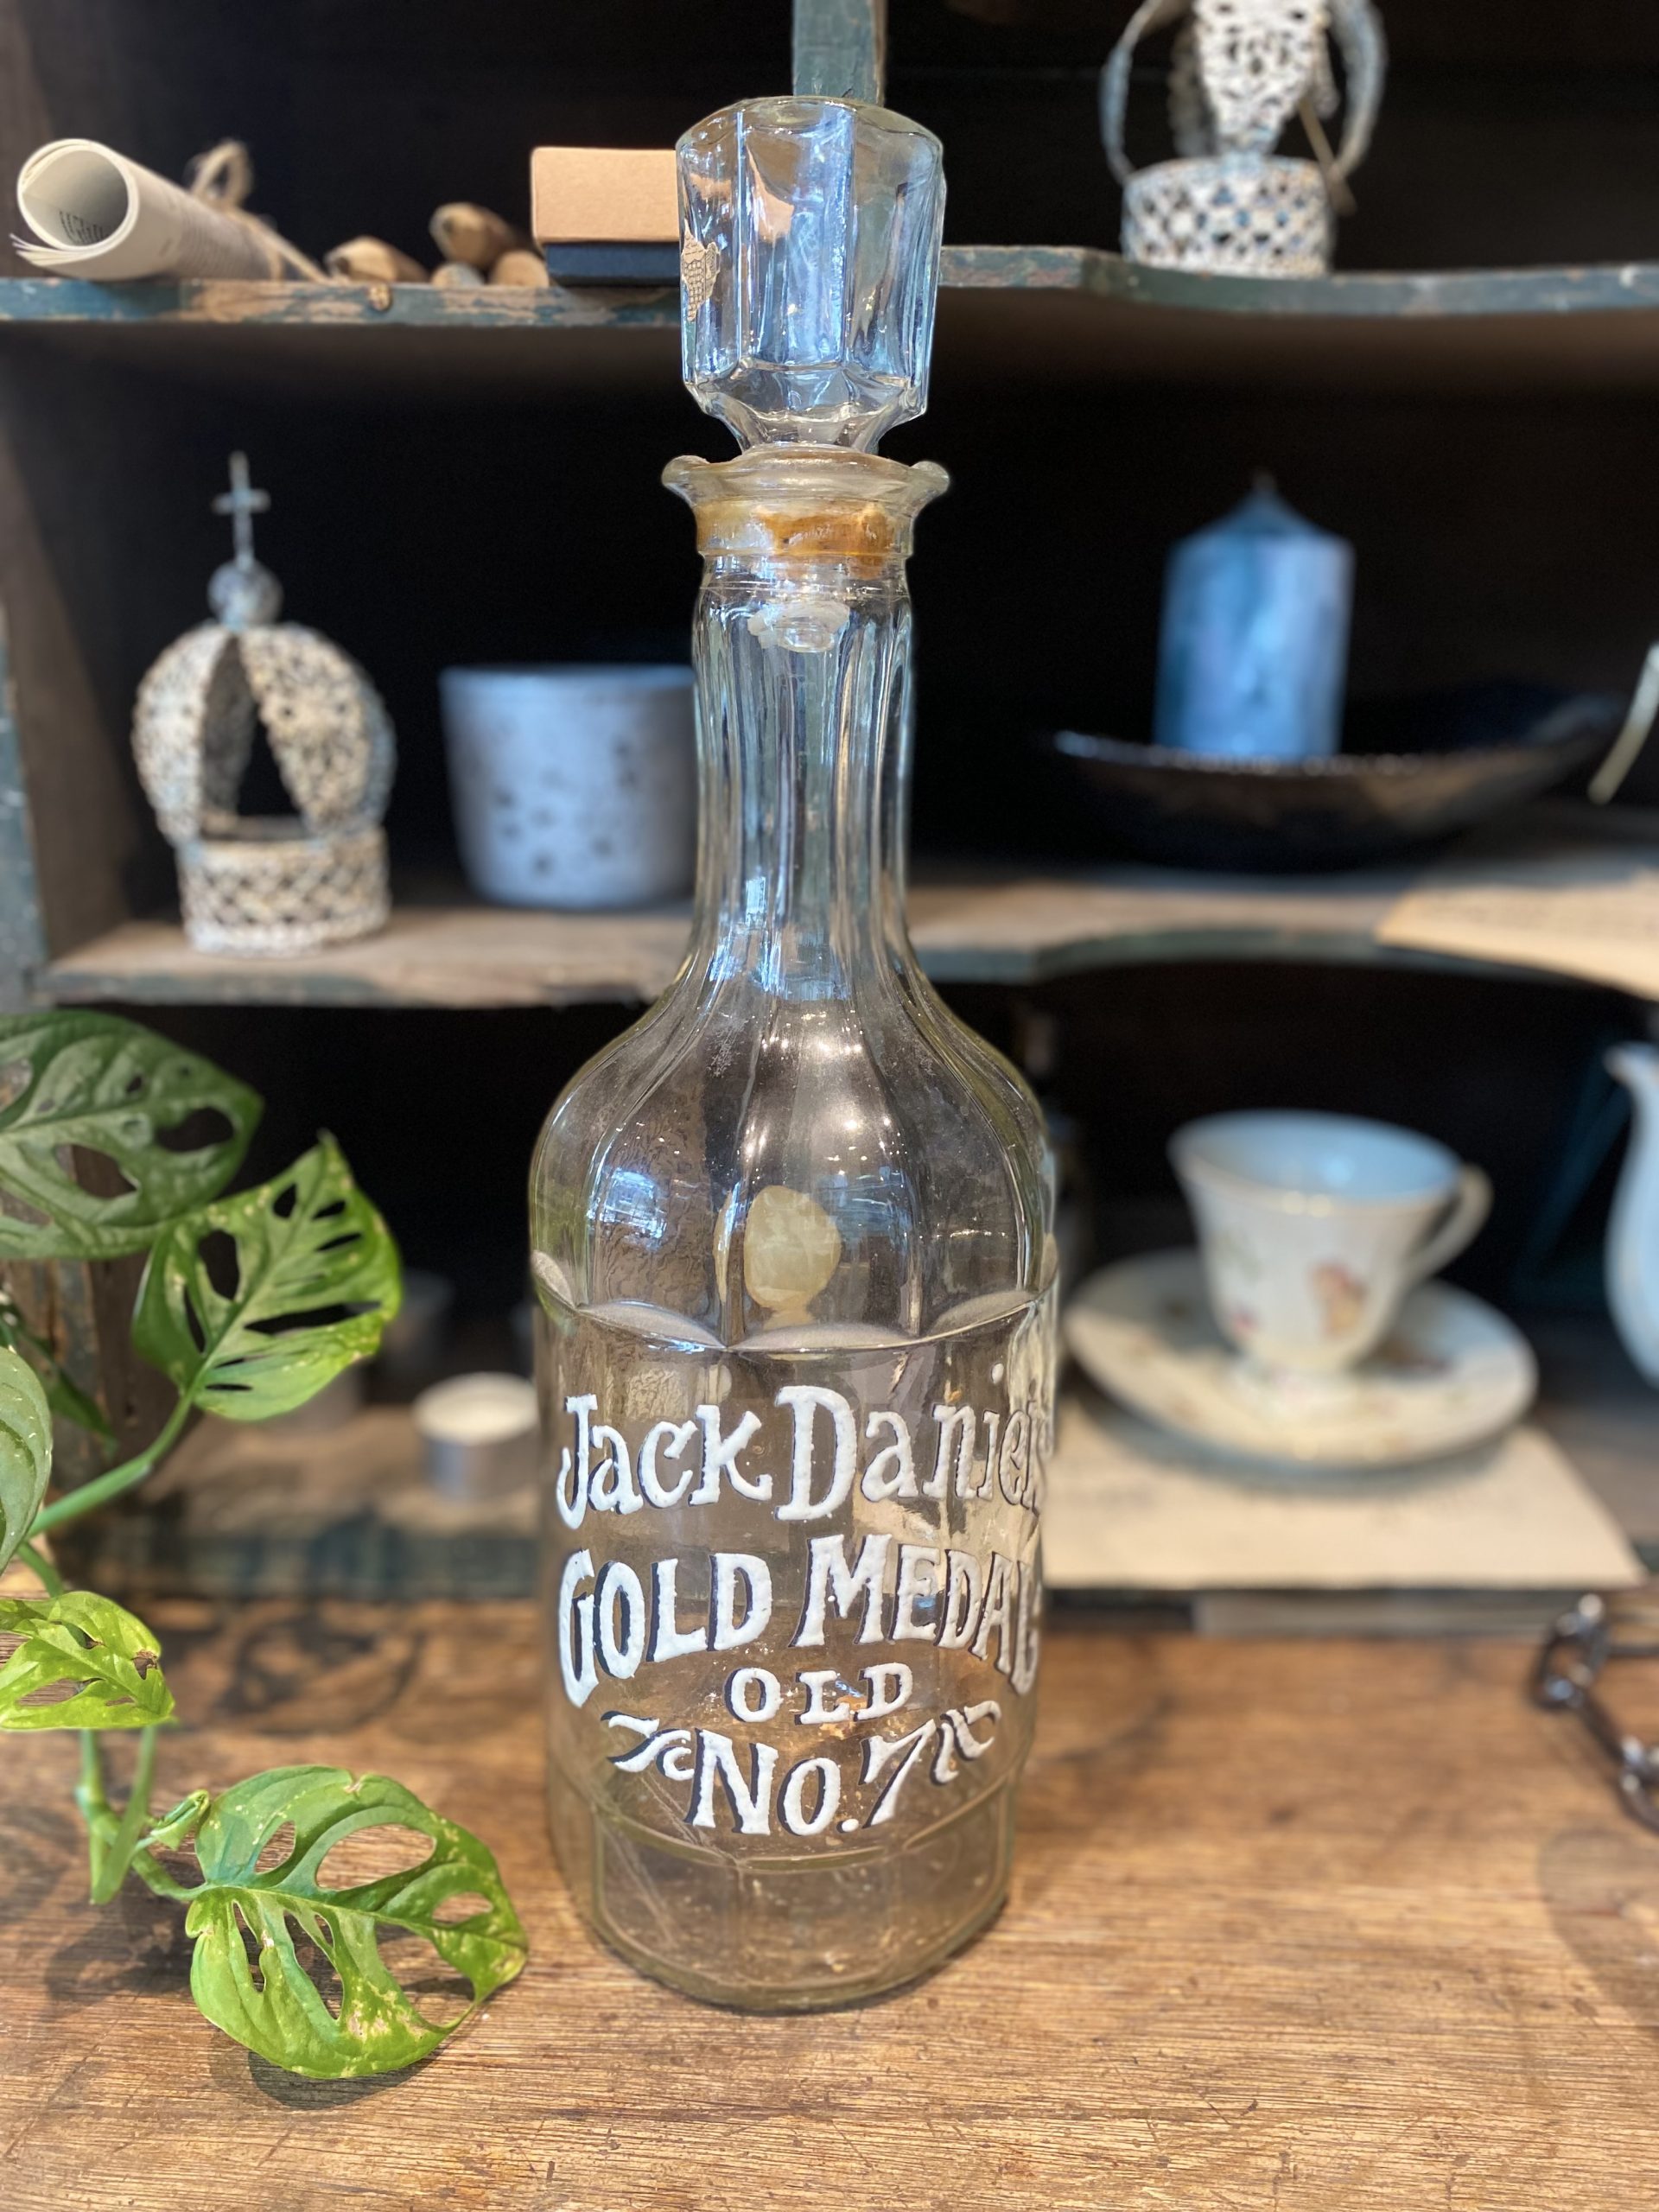 Jack Daniel's
GOLD MEDAL
OLD
No. 7